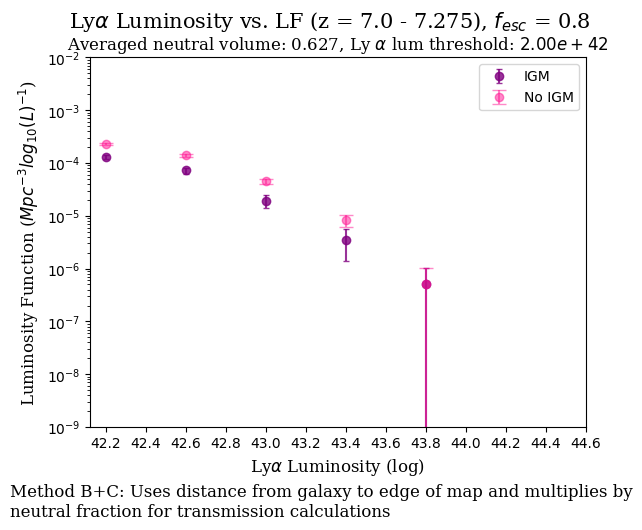 Lyα Luminosity vs. LF (z = 7.0 - 7.275), f_esc = 0.8
Averaged neutral volume: 0.627, Ly α lum threshold: 2.00e + 42
IGM
No IGM
10⁻²
10⁻³
10⁻⁴
10⁻⁵
10⁻⁶
10⁻⁷
10⁻⁸
10⁻⁹
Luminosity Function (Mpc⁻³log₁₀(L)⁻¹)
42.2 42.4 42.6 42.8 43.0 43.2 43.4 43.6 43.8 44.0 44.2 44.4 44.6
Lyα Luminosity (log)
Method B+C: Uses distance from galaxy to edge of map and multiplies by
neutral fraction for transmission calculations